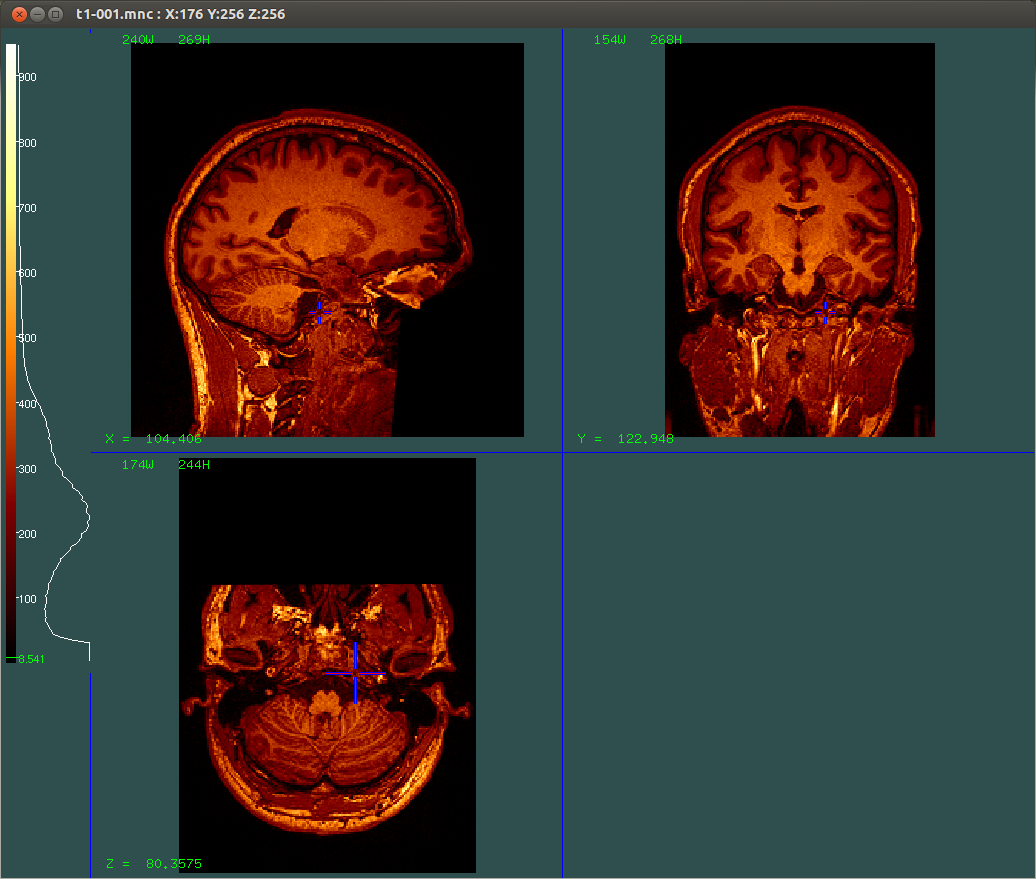 t1-001.mnc : X:176 Y:256 Z:256
240W 269H
154W 268H
900
800
700
600
500
400
300
200
100
8.541
X = 104.406
Y = 122.948
174W 244H
Z = 80.3575